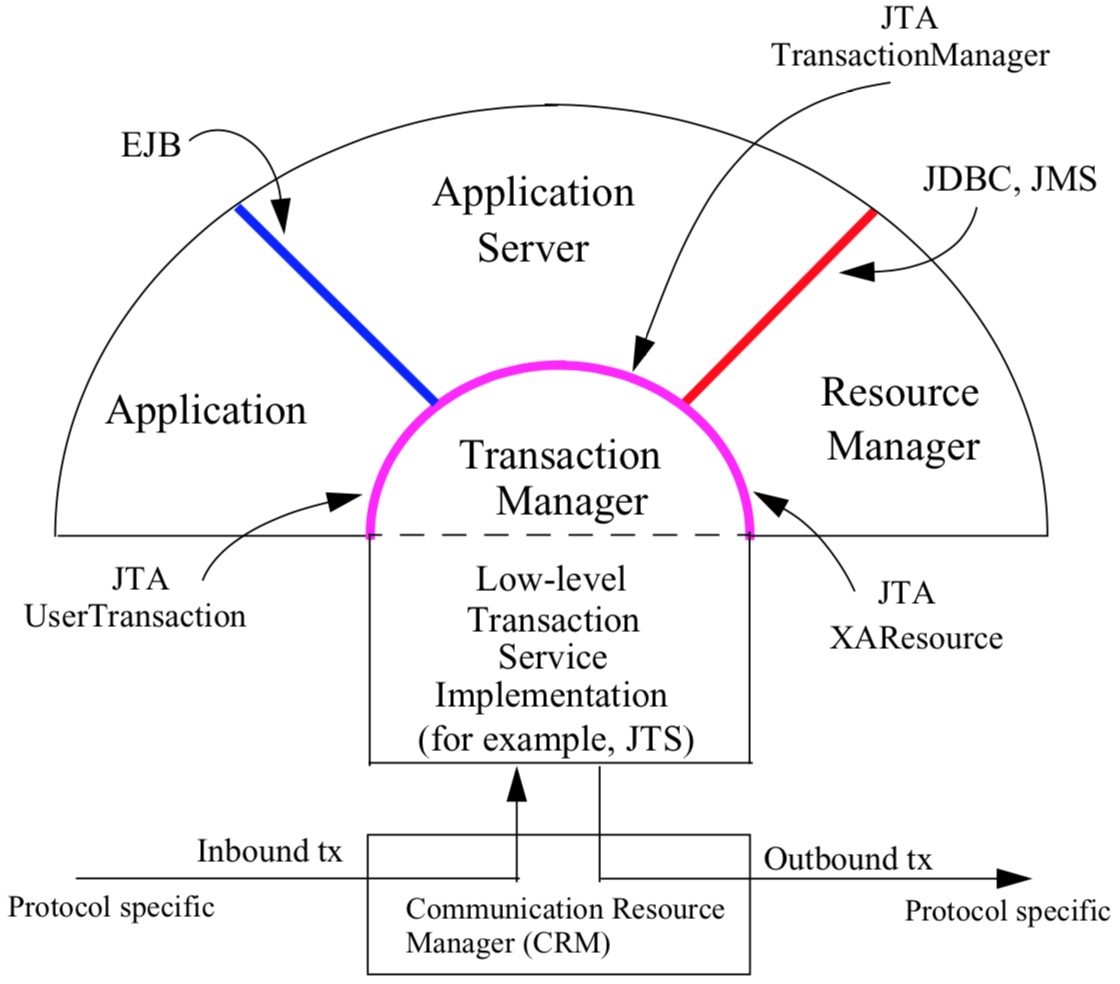 JTA
TransactionManager
EJB
JDBC, JMS
Application
Server
Application
Resource
Manager
Transaction
Manager
JTA
UserTransaction
JTA
XAResource
Low-level
Transaction
Service
Implementation
(for example, JTS)
Inbound tx
Outbound tx
Protocol specific
Protocol specific
Communication Resource
Manager (CRM)